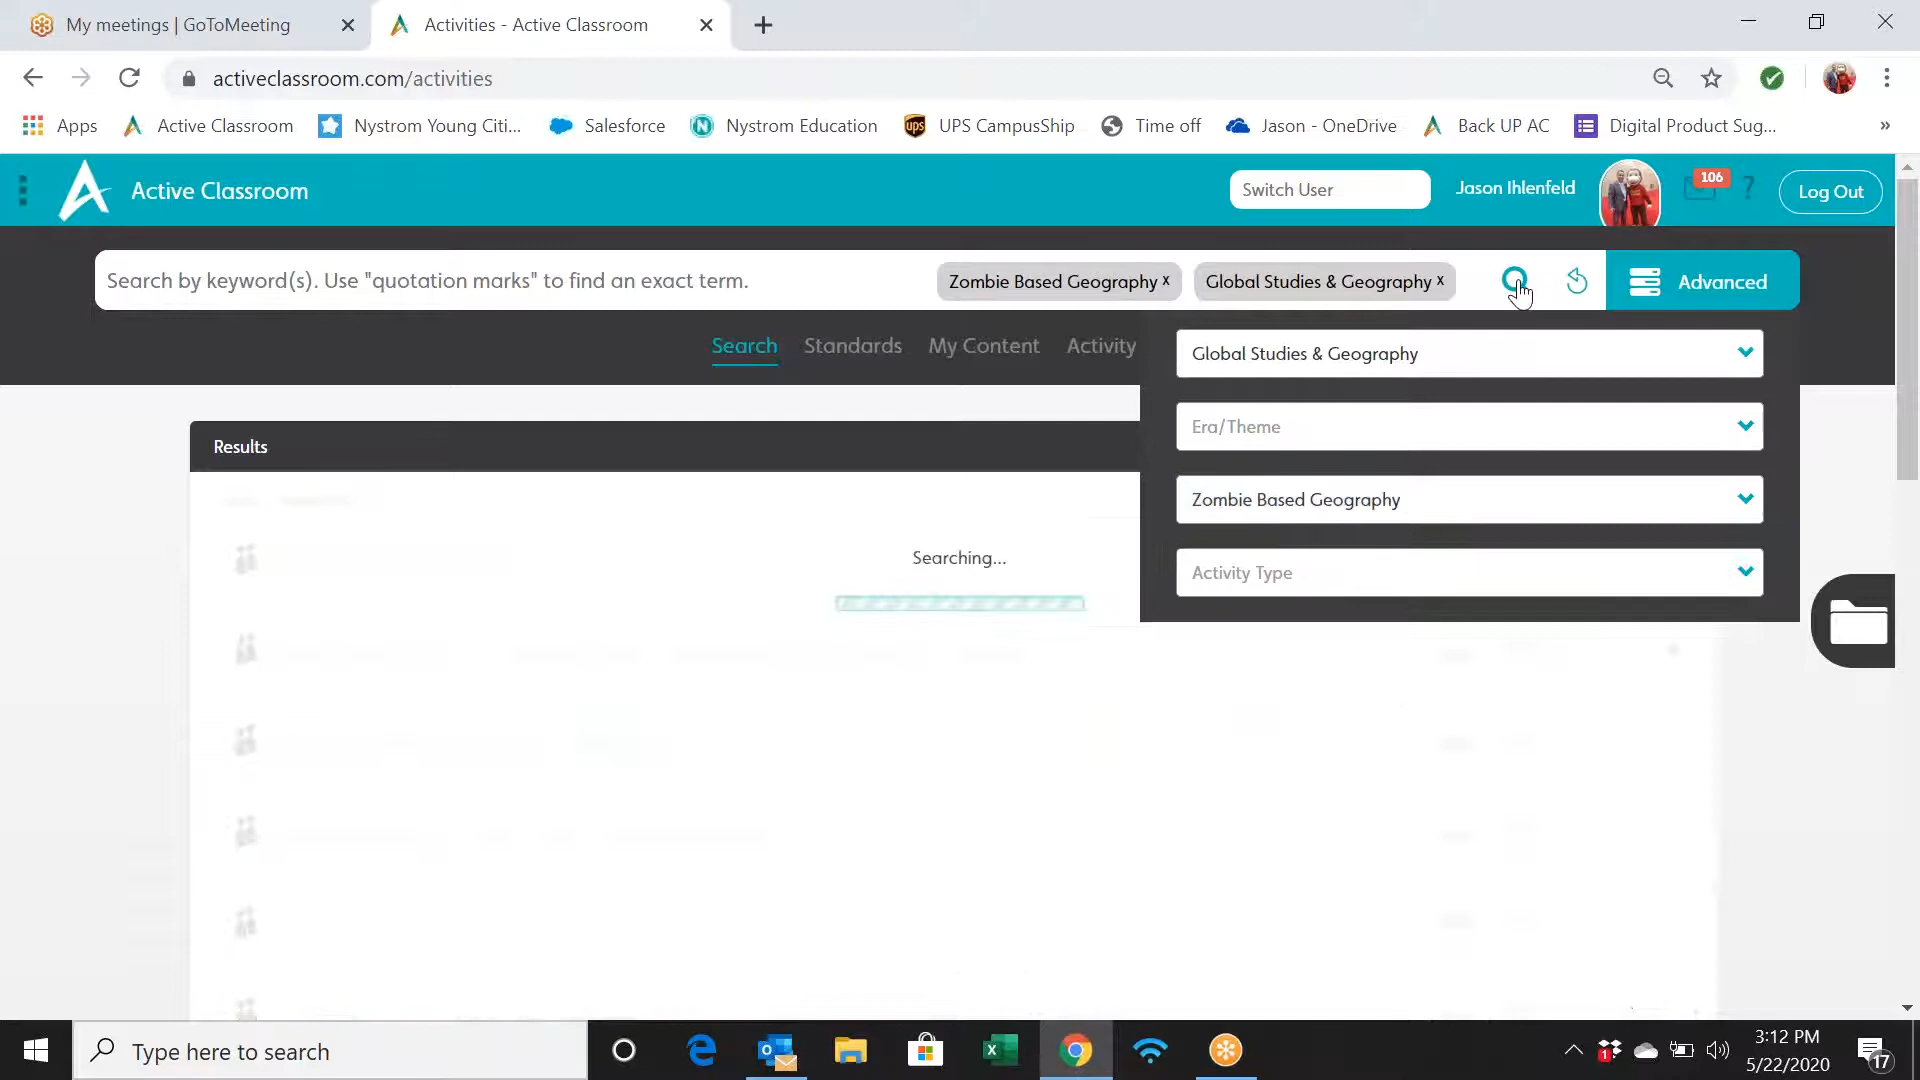 My meetings | GoToMeeting
Activities - Active Classroom
activeclassroom.com/activities
Apps
Active Classroom
Nystrom Young Citi...
Salesforce
Nystrom Education
UPS CampusShip
Time off
Jason - OneDrive
Back UP AC
Digital Product Sug...
»
Active Classroom
Switch User
Jason Ihlenfeld
106
?
Log Out
Search by keyword(s). Use "quotation marks" to find an exact term.
Zombie Based Geography x
Global Studies & Geography x
Advanced
Search
Standards
My Content
Activity
Global Studies & Geography
Era/Theme
Zombie Based Geography
Activity Type
Results
Searching...
Type here to search
3:12 PM
5/22/2020
1
17